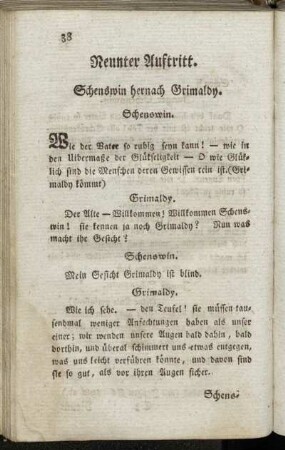 38
Neunter Auftritt.
Schenswin hernach Grimaldy.
Schenswin.
Wie der Vater so ruhig seyn kann! — wie in
den Uibermaße der Glükseligkeit — O wie Glük-
lich sind die Menschen deren Gewissen rein ist. (Gri-
maldy kömmt)
Grimaldy.
Der Alte — Willkommen! Willkommen Schens-
win! sie kennen ja noch Grimaldy? Nun was
macht ihr Gesicht?
Schenswin.
Mein Gesicht Grimaldy ist blind.
Grimaldy.
Wie ich sehe. — den Teufel! sie müssen tau-
sendmal weniger Anfechtungen haben als unser
einer; wir wenden unsere Augen bald dahin, bald
dorthin, und überal schimmert uns etwas entgegen,
was uns leicht verführen könnte, und davon sind
sie so gut, als vor ihren Augen sicher.
Schens-